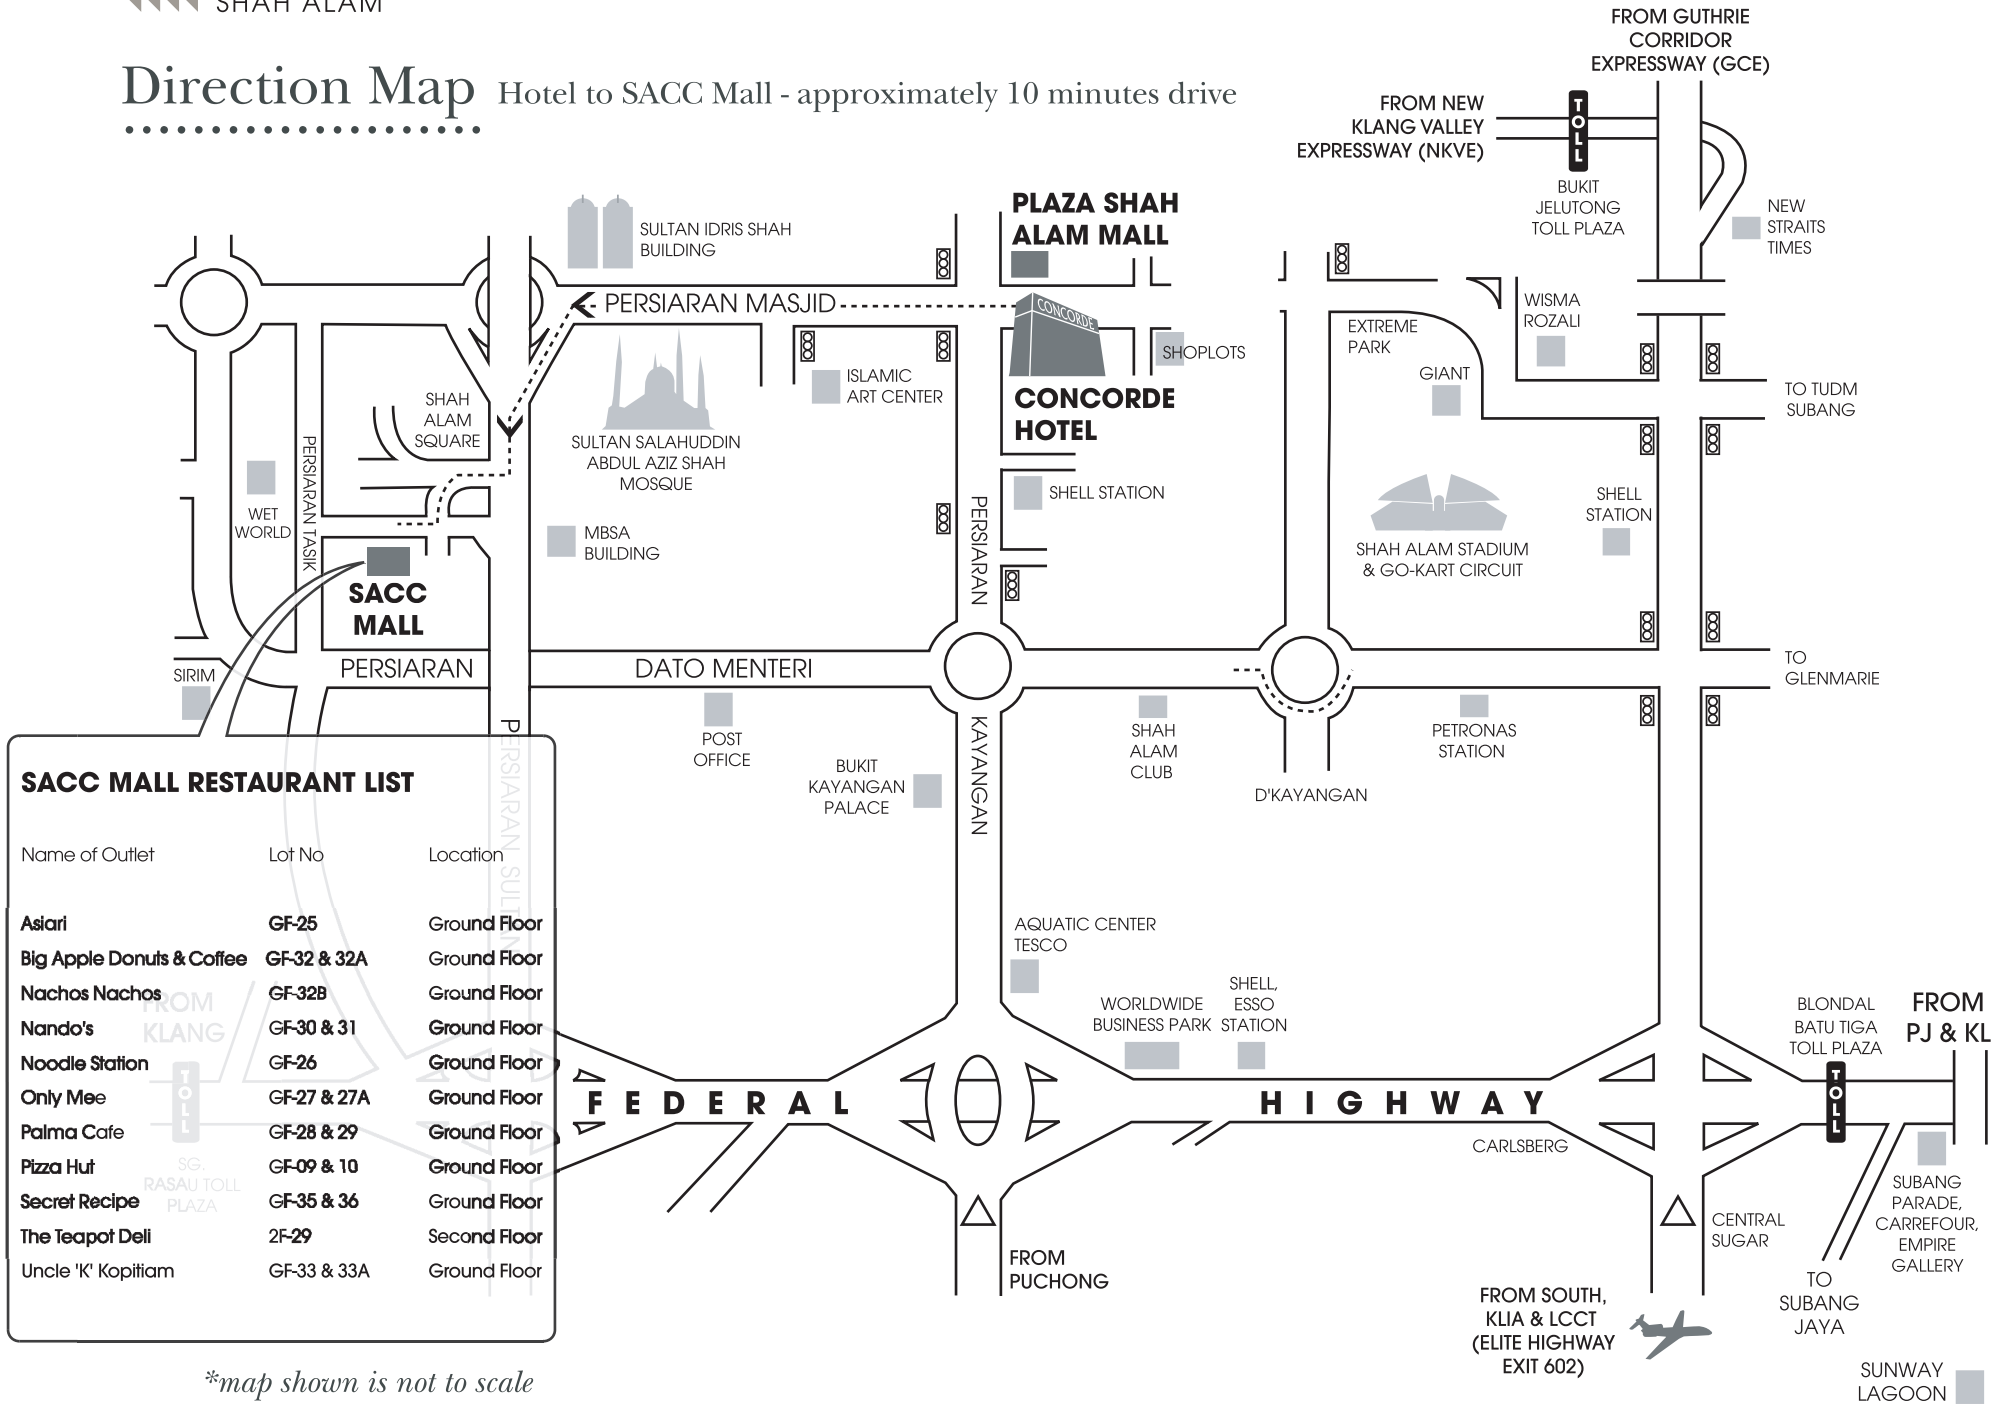 SHAH ALAM
Direction Map Hotel to SACC Mall - approximately 10 minutes drive
FROM GUTHRIE
CORRIDOR
EXPRESSWAY (GCE)
FROM NEW
KLANG VALLEY
EXPRESSWAY (NKVE)
TOLL
BUKIT
JELUTONG
TOLL PLAZA
NEW
STRAITS
TIMES
SULTAN IDRIS SHAH
BUILDING
PLAZA SHAH
ALAM MALL
PERSIARAN MASJID
CONCORDE
CONCORDE
HOTEL
SHOPLOTS
ISLAMIC
ART CENTER
SULTAN SALAHUDDIN
ABDUL AZIZ SHAH
MOSQUE
SHAH
ALAM
SQUARE
EXTREME
PARK
WISMA
ROZALI
GIANT
TO TUDM
SUBANG
PERSIARAN TASIK
WET
WORLD
MBSA
BUILDING
SHELL STATION
PERSIARAN
SHAH ALAM STADIUM
& GO-KART CIRCUIT
SHELL
STATION
SACC
MALL
SIRIM
PERSIARAN
DATO MENTERI
TO
GLENMARIE
POST
OFFICE
BUKIT
KAYANGAN
PALACE
KAYANGAN
SHAH
ALAM
CLUB
D'KAYANGAN
PETRONAS
STATION
PERSIARAN SULTAN
SACC MALL RESTAURANT LIST
Name of Outlet Lot No Location
Asiari GF-25 Ground Floor
Big Apple Donuts & Coffee GF-32 & 32A Ground Floor
Nachos Nachos GF-32B Ground Floor
Nando's GF-30 & 31 Ground Floor
Noodle Station GF-26 Ground Floor
Only Mee GF-27 & 27A Ground Floor
Palma Cafe GF-28 & 29 Ground Floor
Pizza Hut GF-09 & 10 Ground Floor
Secret Recipe GF-35 & 36 Ground Floor
The Teapot Deli 2F-29 Second Floor
Uncle 'K' Kopitiam GF-33 & 33A Ground Floor
FROM
KLANG
TOLL
SG.
RASAU TOLL
PLAZA
AQUATIC CENTER
TESCO
WORLDWIDE
BUSINESS PARK
SHELL,
ESSO
STATION
FEDERAL
HIGHWAY
CARLSBERG
BLONDAL
BATU TIGA
TOLL PLAZA
TOLL
FROM
PJ & KL
SUBANG
PARADE,
CARREFOUR,
EMPIRE
GALLERY
CENTRAL
SUGAR
FROM
PUCHONG
FROM SOUTH,
KLIA & LCCT
(ELITE HIGHWAY
EXIT 602)
TO
SUBANG
JAYA
SUNWAY
LAGOON
*map shown is not to scale